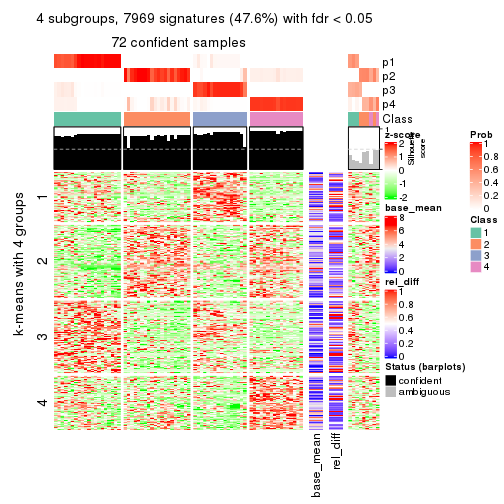 4 subgroups, 7969 signatures (47.6%) with fdr < 0.05
72 confident samples
p1
p2
p3
p4
Class
1
Silhouette
score
z-score
2
1
0
-1
-2
Prob
1
0.8
0.6
0.4
0.2
0
base_mean
8
6
4
2
0
Class
1
2
3
4
rel_diff
1
0.8
0.6
0.4
0.2
0
Status (barplots)
confident
ambiguous
k-means with 4 groups
1
2
3
4
base_mean
rel_diff